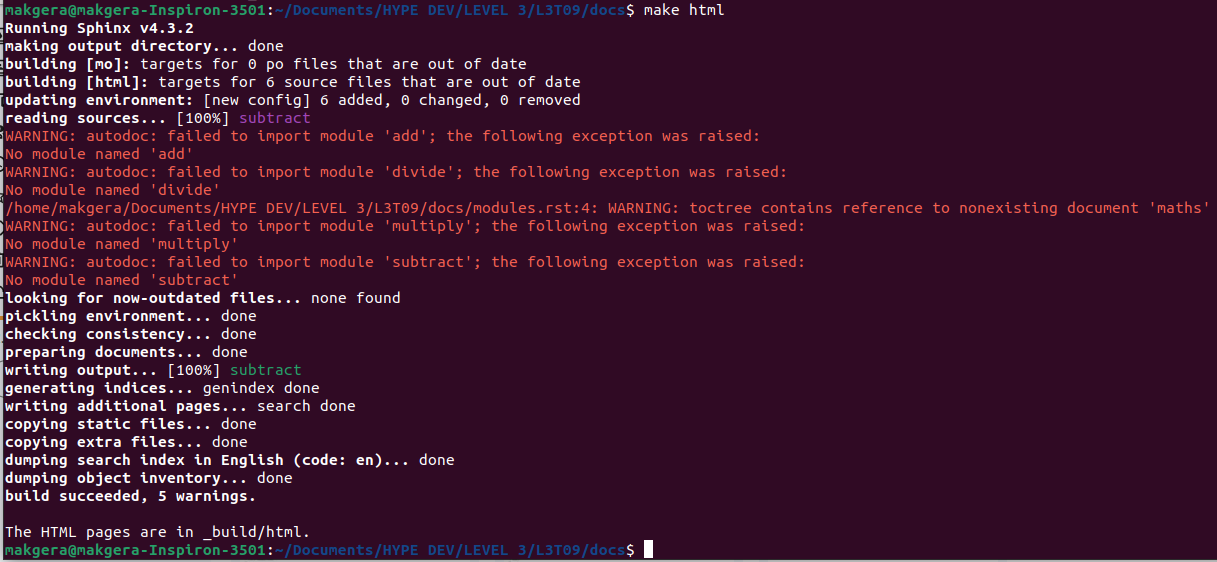 makgera@makgera-Inspiron-3501:~/Documents/HYPE DEV/LEVEL 3/L3T09/docs$ make html
Running Sphinx v4.3.2
making output directory... done
building [mo]: targets for 0 po files that are out of date
building [html]: targets for 6 source files that are out of date
updating environment: [new config] 6 added, 0 changed, 0 removed
reading sources... [100%] subtract
WARNING: autodoc: failed to import module 'add'; the following exception was raised:
No module named 'add'
WARNING: autodoc: failed to import module 'divide'; the following exception was raised:
No module named 'divide'
/home/makgera/Documents/HYPE DEV/LEVEL 3/L3T09/docs/modules.rst:4: WARNING: toctree contains reference to nonexisting document 'maths'
WARNING: autodoc: failed to import module 'multiply'; the following exception was raised:
No module named 'multiply'
WARNING: autodoc: failed to import module 'subtract'; the following exception was raised:
No module named 'subtract'
looking for now-outdated files... none found
pickling environment... done
checking consistency... done
preparing documents... done
writing output... [100%] subtract
generating indices... genindex done
writing additional pages... search done
copying static files... done
copying extra files... done
dumping search index in English (code: en)... done
dumping object inventory... done
build succeeded, 5 warnings.

The HTML pages are in _build/html.
makgera@makgera-Inspiron-3501:~/Documents/HYPE DEV/LEVEL 3/L3T09/docs$